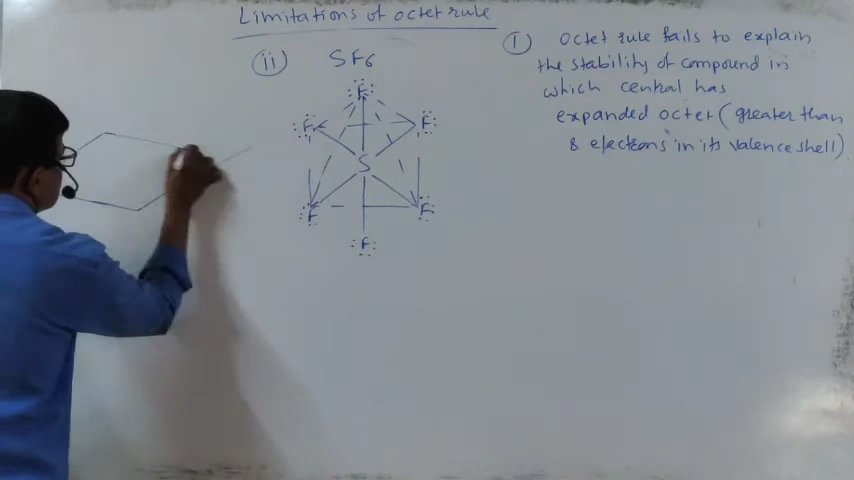 Limitations of octet rule
ii) SF6
F
F F
S
F F
F
i) Octet rule fails to explain
the stability of compound in
which central has
expanded octet (greater than
8 electrons in its valence shell)